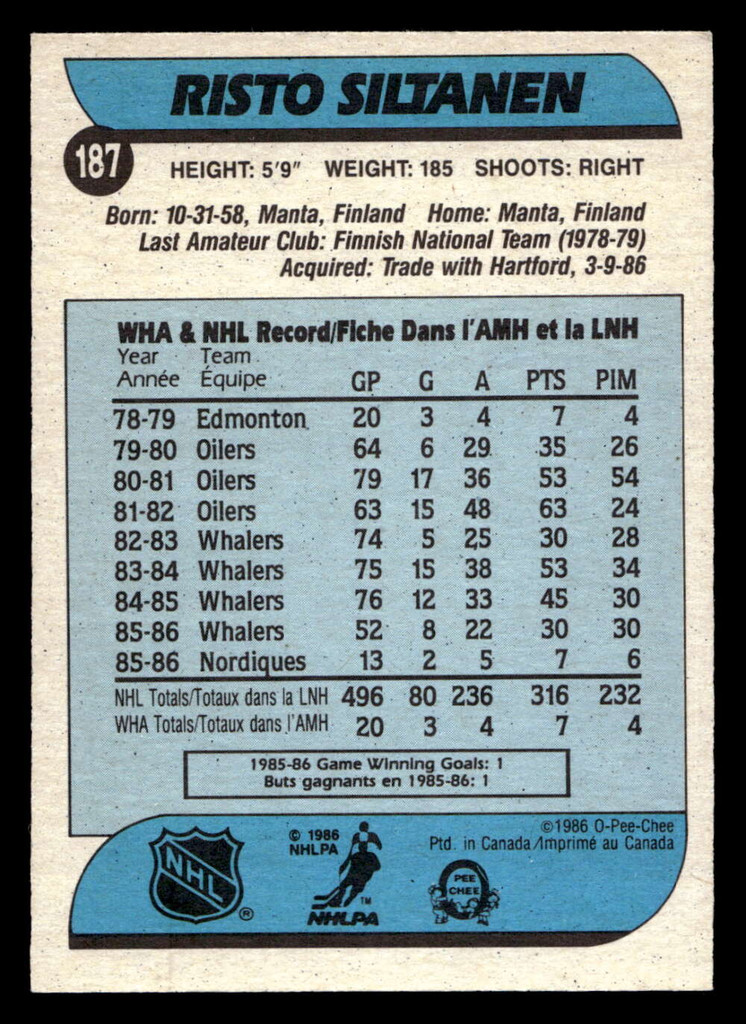 RISTO SILTANEN
187
HEIGHT: 5'9" WEIGHT: 185 SHOOTS: RIGHT
Born: 10-31-58, Manta, Finland Home: Manta, Finland
Last Amateur Club: Finnish National Team (1978-79)
Acquired: Trade with Hartford, 3-9-86
WHA & NHL Record/Fiche Dans l'AMH et la LNH
Year Team
Année Équipe GP G A PTS PIM
78-79 Edmonton 20 3 4 7 4
79-80 Oilers 64 6 29 35 26
80-81 Oilers 79 17 36 53 54
81-82 Oilers 63 15 48 63 24
82-83 Whalers 74 5 25 30 28
83-84 Whalers 75 15 38 53 34
84-85 Whalers 76 12 33 45 30
85-86 Whalers 52 8 22 30 30
85-86 Nordiques 13 2 5 7 6
NHL Totals/Totaux dans la LNH 496 80 236 316 232
WHA Totals/Totaux dans l'AMH 20 3 4 7 4
1985-86 Game Winning Goals: 1
Buts gagnants en 1985-86: 1
NHL ®
© 1986
NHLPA
TM
NHLPA
©1986 O-Pee-Chee
Ptd. in Canada/Imprimé au Canada
PEE
CHEE